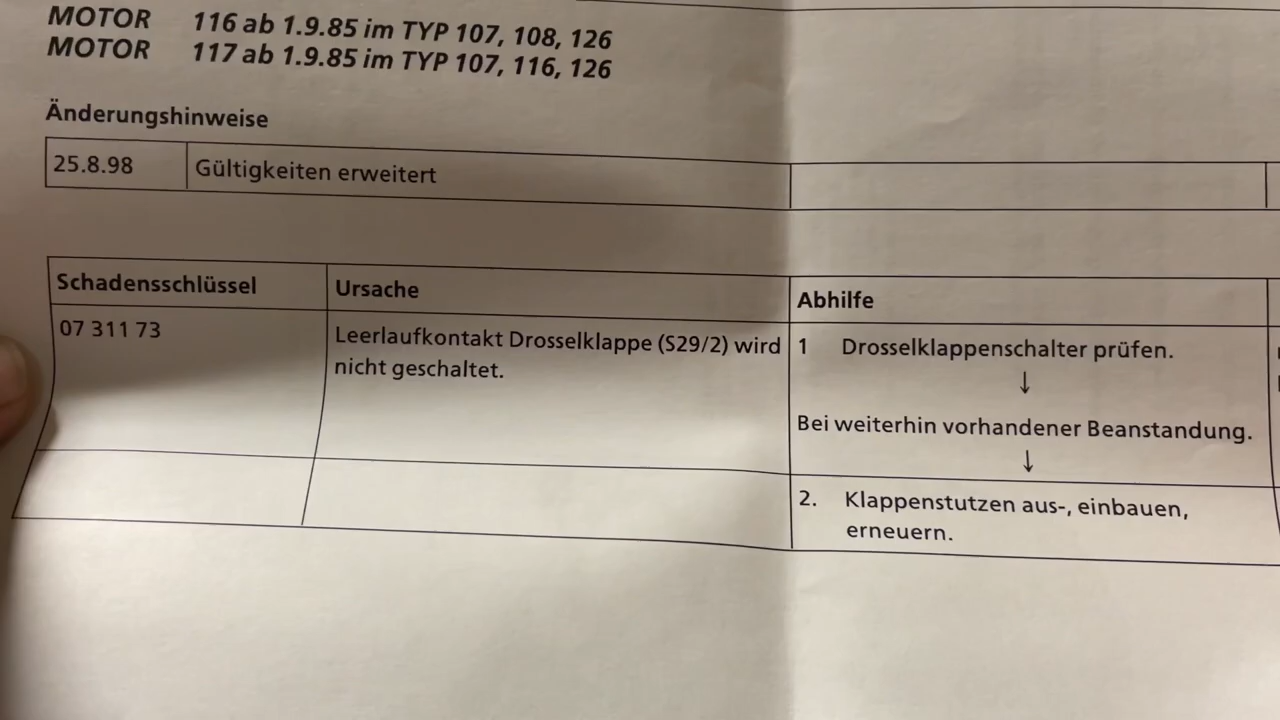 MOTOR 116 ab 1.9.85 im TYP 107, 108, 126
MOTOR 117 ab 1.9.85 im TYP 107, 116, 126
Änderungshinweise
25.8.98 Gültigkeiten erweitert
Schadensschlüssel Ursache Abhilfe
07 311 73
Leerlaufkontakt Drosselklappe (S29/2) wird
nicht geschaltet.
1 Drosselklappenschalter prüfen.
↓
Bei weiterhin vorhandener Beanstandung.
↓
2. Klappenstutzen aus-, einbauen,
erneuern.